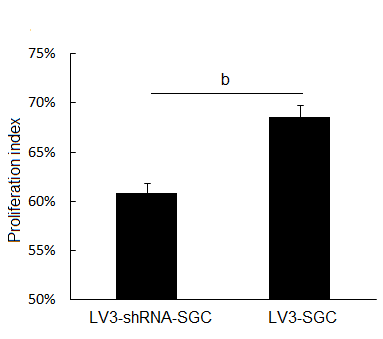 75%
b
70%
65%
60%
55%
50%
Proliferation index
LV3-shRNA-SGC
LV3-SGC